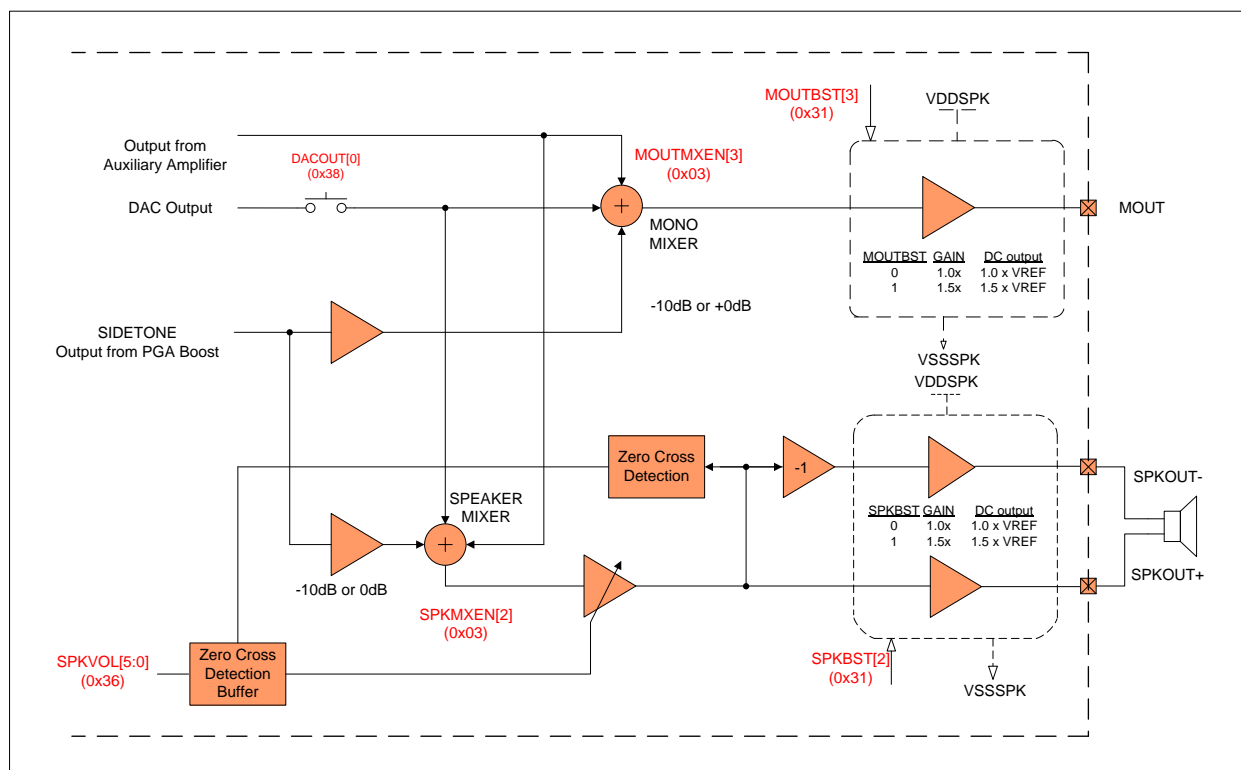 MOUTBST[3]
(0x31)
VDDSPK
Output from
Auxiliary Amplifier
DACOUT[0]
(0x38)
MOUTMXEN[3]
(0x03)
DAC Output
+
MONO
MIXER
MOUT
MOUTBST GAIN DC output
0 1.0x 1.0 x VREF
1 1.5x 1.5 x VREF
-10dB or +0dB
SIDETONE
Output from PGA Boost
VSSSPK
VDDSPK
Zero Cross
Detection
-1
SPKOUT-
SPEAKER
MIXER
+
SPKBST GAIN DC output
0 1.0x 1.0 x VREF
1 1.5x 1.5 x VREF
-10dB or 0dB
SPKOUT+
SPKMXEN[2]
(0x03)
SPKVOL[5:0]
(0x36)
Zero Cross
Detection
Buffer
SPKBST[2]
(0x31)
VSSSPK